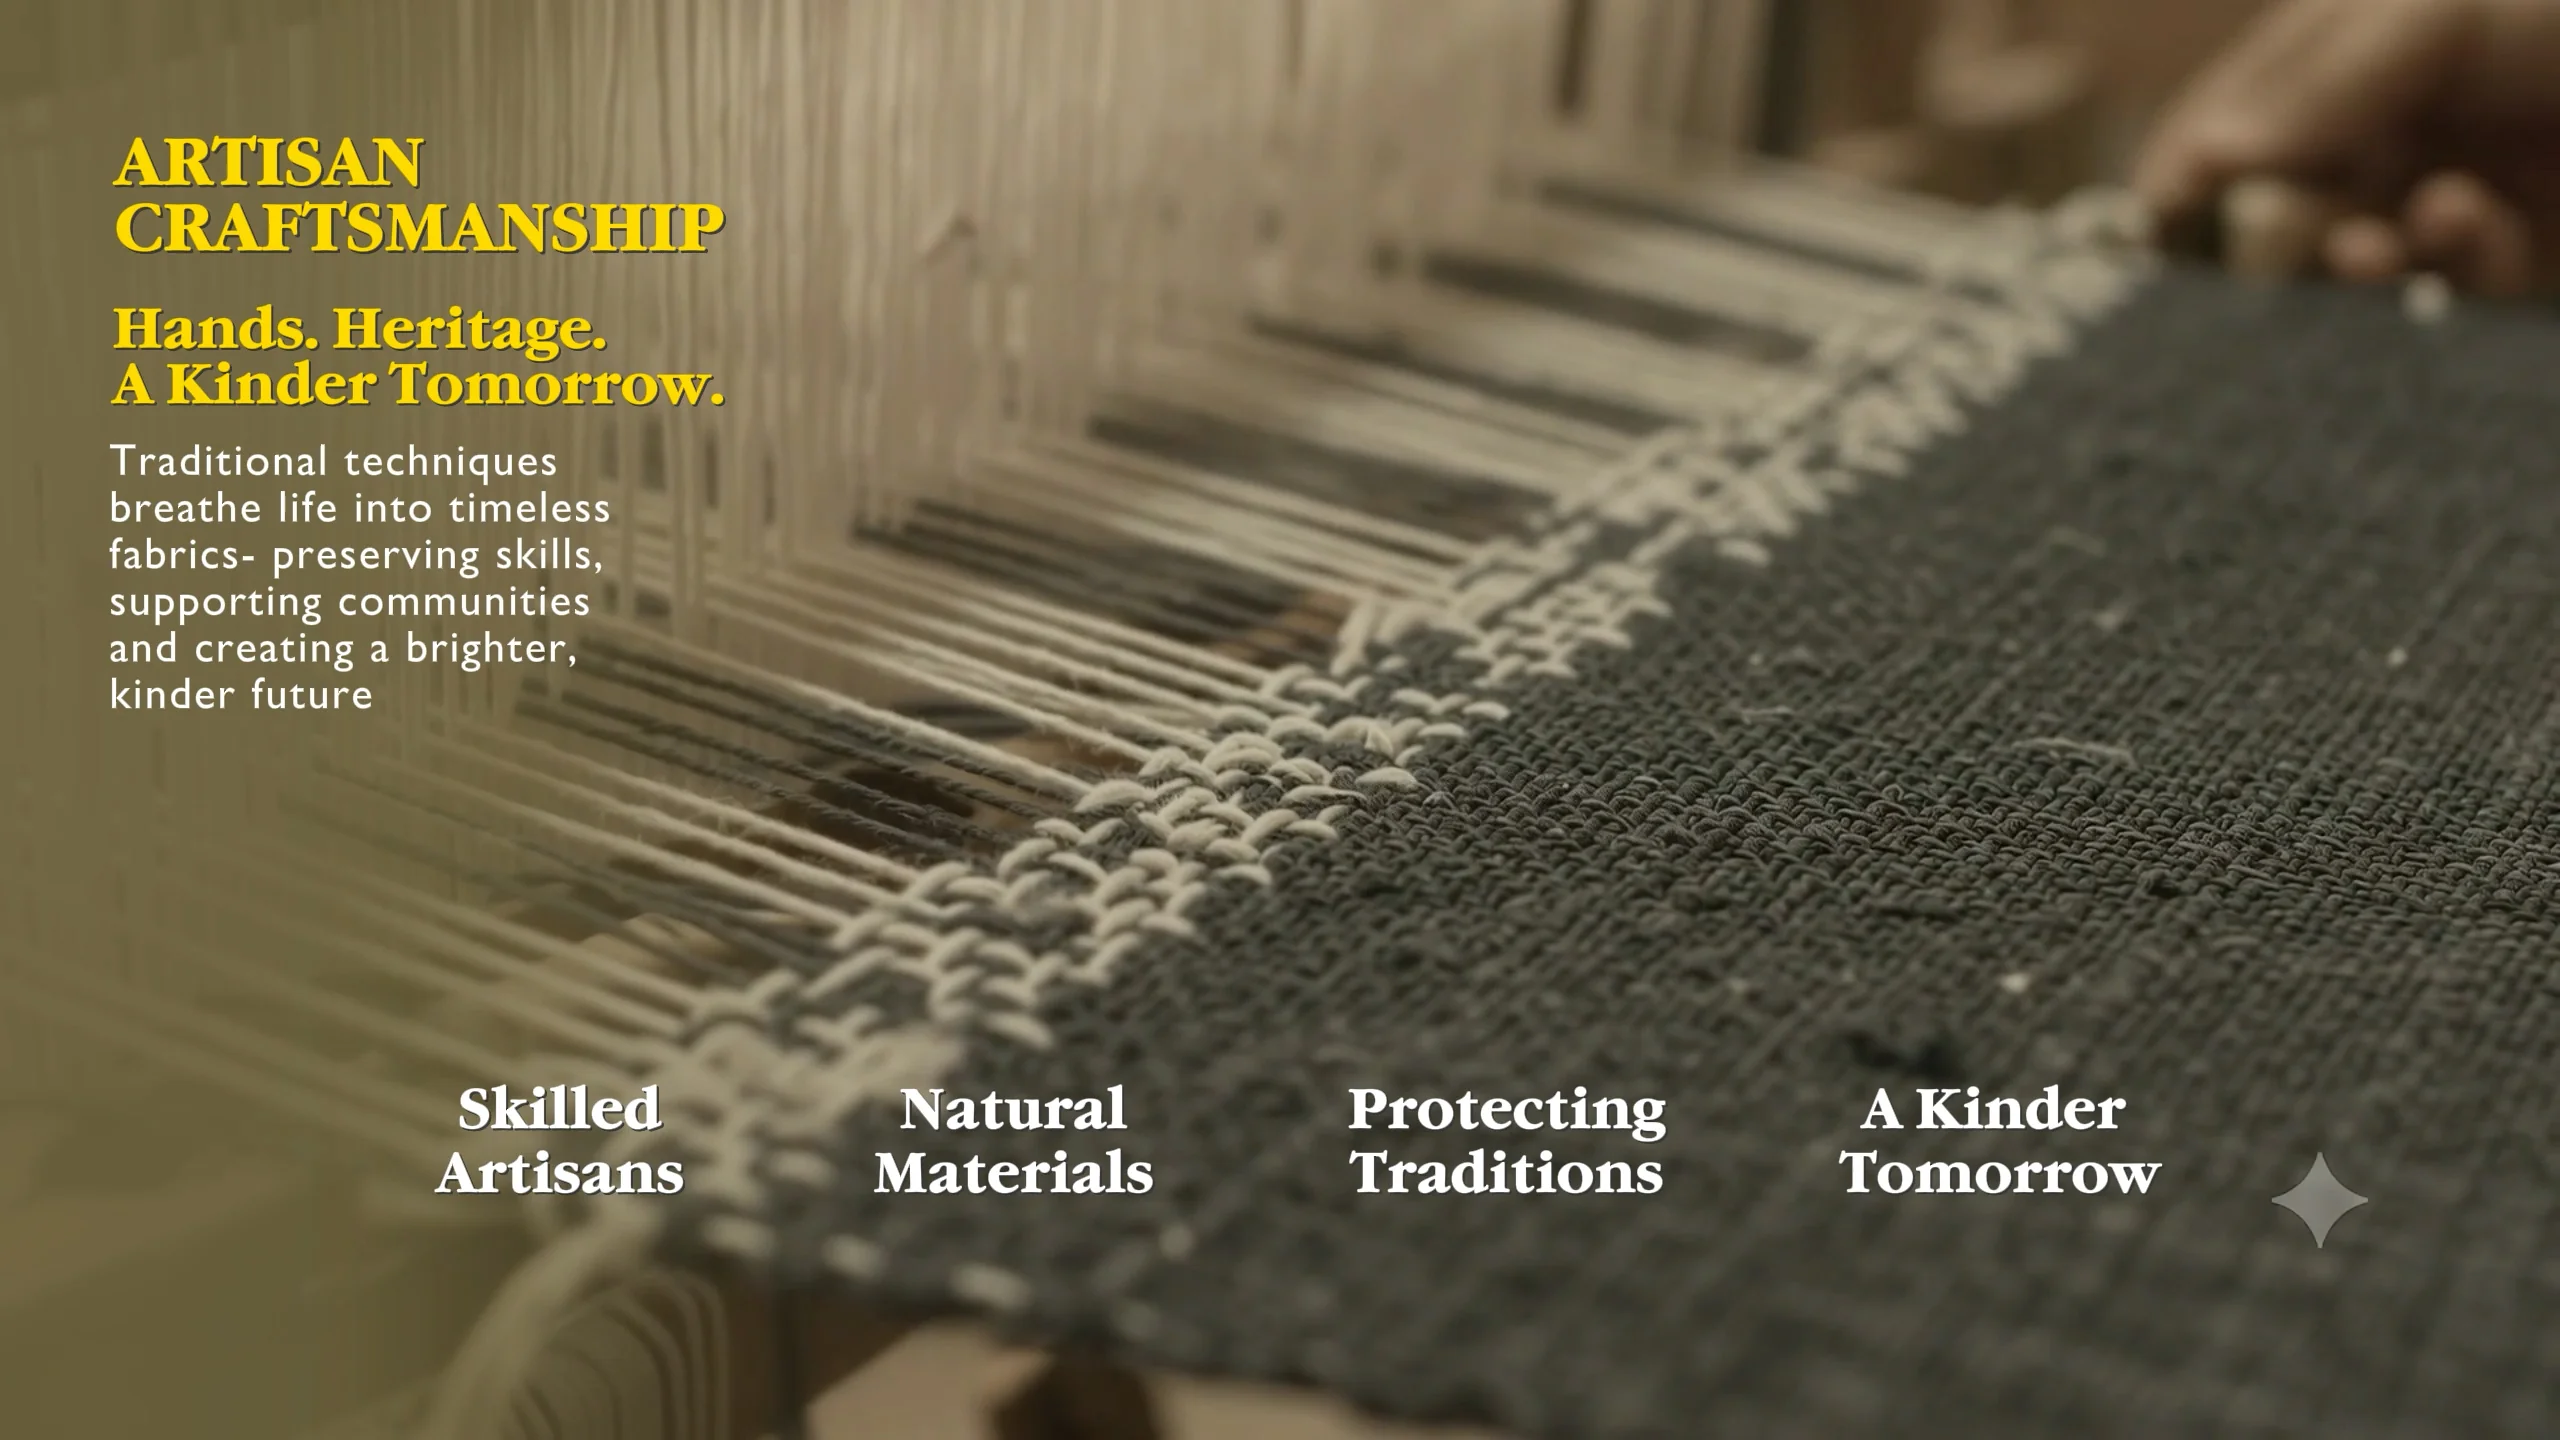 ARTISAN
CRAFTSMANSHIP
Hands. Heritage.
A Kinder Tomorrow.
Traditional techniques
breathe life into timeless
fabrics- preserving skills,
supporting communities
and creating a brighter,
kinder future
Skilled
Artisans
Natural
Materials
Protecting
Traditions
A Kinder
Tomorrow